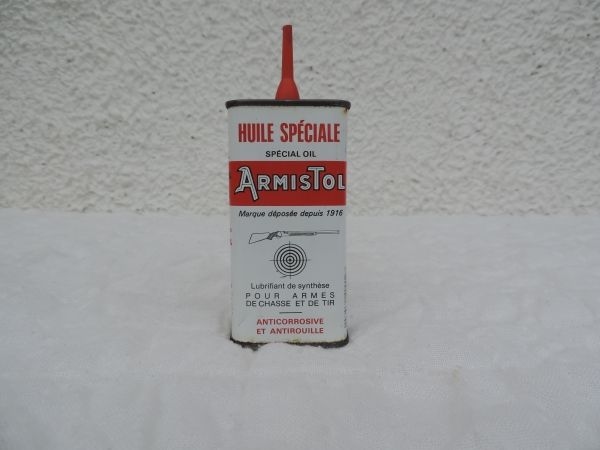 HUILE SPÉCIALE
SPÉCIAL OIL
ARMISTOL
Marque déposée depuis 1916
Lubrifiant de synthèse
POUR ARMES
DE CHASSE ET DE TIR
ANTICORROSIVE
ET ANTIROUILLE